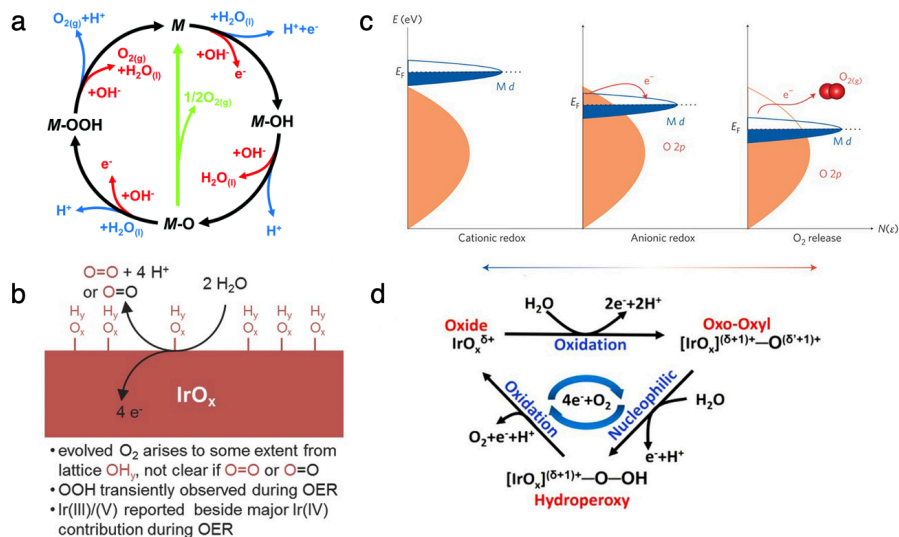 a
O2(g)+H+
M
+H2O(l)
H++e-
+OH-
e-
O2(g)
+H2O(l)
+OH-
1/2O2(g)
M-OOH
M-OH
e-
+OH-
+OH-
H2O(l)
H+
+H2O(l)
M-O
H+
b
O=O + 4 H+
or O=O
2 H2O
Hy Hy Hy Hy Hy Hy
Ox Ox Ox Ox Ox Ox
IrOx
4 e-
• evolved O2 arises to some extent from
lattice OHy, not clear if O=O or O=O
• OOH transiently observed during OER
• Ir(III)/(V) reported beside major Ir(IV)
contribution during OER
c
E (eV)
EF
M d
Cationic redox
e−
EF
M d
O 2p
Anionic redox
O2(g)
e−
EF
M d
O 2p
O2 release
N(ε)
d
Oxide
IrOxδ+
H2O
2e-+2H+
Oxidation
Oxo-Oxyl
[IrOx](δ+1)+—O(δ'+1)+
Oxidation
4e-+O2
Nucleophilic
H2O
O2+e-+H+
e-+H+
[IrOx](δ+1)+—O—OH
Hydroperoxy